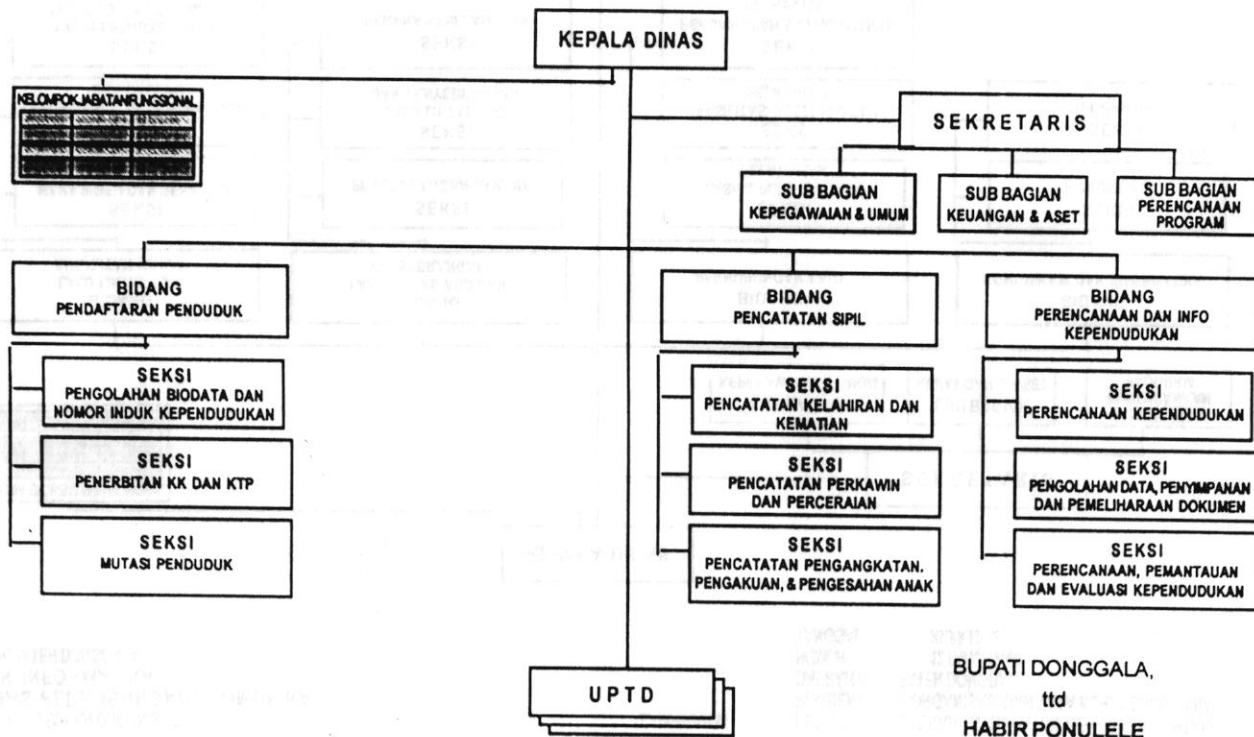 KEPALA DINAS
KELOMPOK JABATAN FUNGSIONAL
SEKRETARIS
SUB BAGIAN
KEPEGAWAIAN & UMUM
SUB BAGIAN
KEUANGAN & ASET
SUB BAGIAN
PERENCANAAN
PROGRAM
BIDANG
PENDAFTARAN PENDUDUK
BIDANG
PENCATATAN SIPIL
BIDANG
PERENCANAAN DAN INFO
KEPENDUDUKAN
SEKSI
PENGOLAHAN BIODATA DAN
NOMOR INDUK KEPENDUDUKAN
SEKSI
PENERBITAN KK DAN KTP
SEKSI
MUTASI PENDUDUK
SEKSI
PENCATATAN KELAHIRAN DAN
KEMATIAN
SEKSI
PENCATATAN PERKAWIN
DAN PERCERAIAN
SEKSI
PENCATATAN PENGANGKATAN.
PENGAKUAN, & PENGESAHAN ANAK
SEKSI
PERENCANAAN KEPENDUDUKAN
SEKSI
PENGOLAHAN DATA, PENYIMPANAN
DAN PEMELIHARAAN DOKUMEN
SEKSI
PERENCANAAN, PEMANTAUAN
DAN EVALUASI KEPENDUDUKAN
UPTD
BUPATI DONGGALA,
ttd
HABIR PONULELE